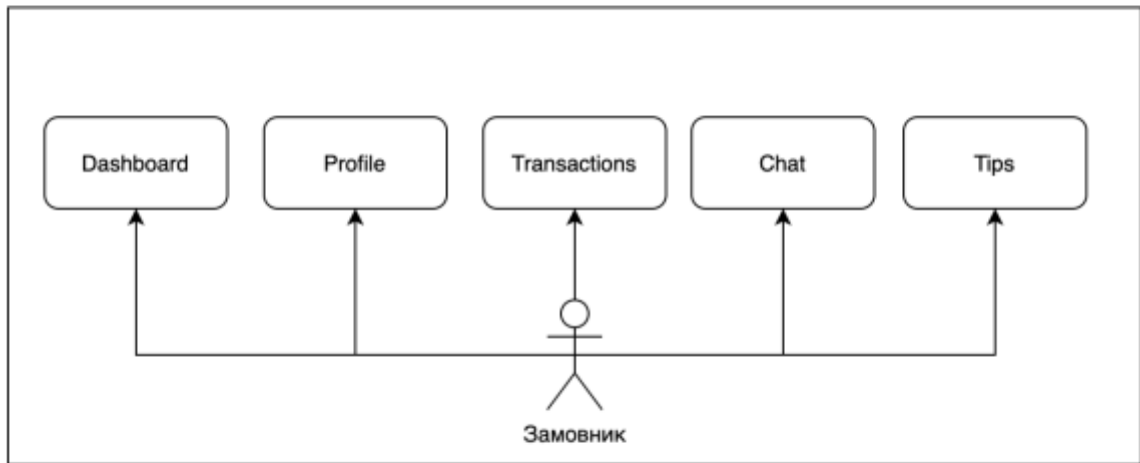 Dashboard
Profile
Transactions
Chat
Tips
Замовник